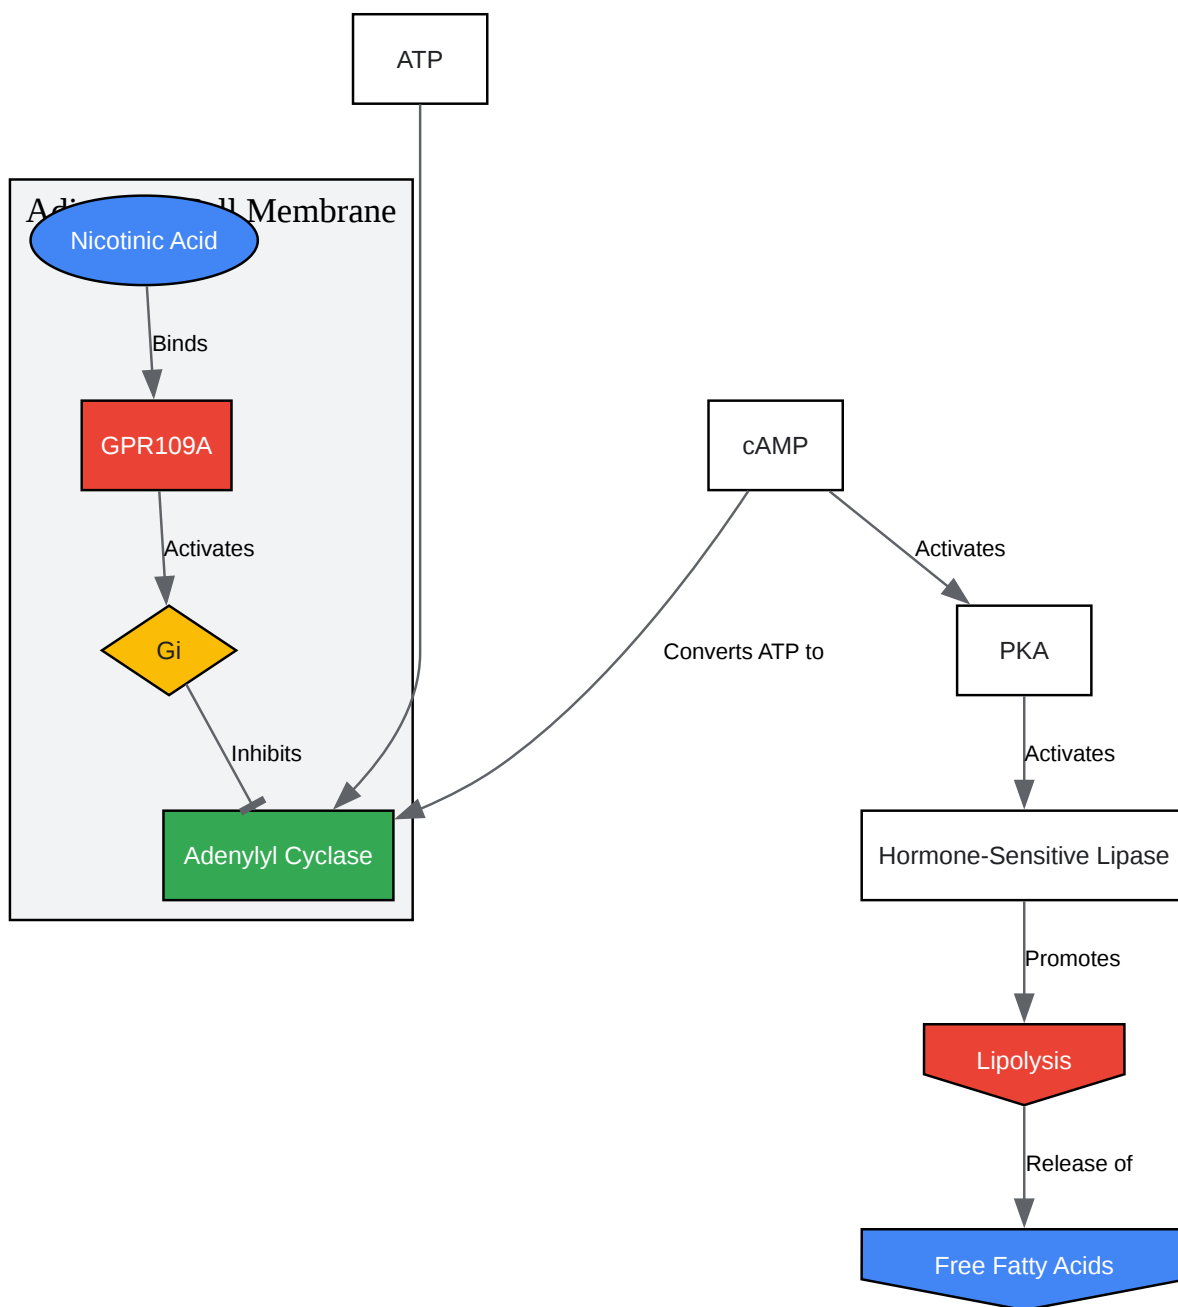 ATP
Membrane
Nicotinic Acid
Binds
GPR109A
cAMP
Activates
Activates
Gi
Converts ATP to
PKA
Inhibits
Activates
Adenylyl Cyclase
Hormone-Sensitive Lipase
Promotes
Lipolysis
Release of
Free Fatty Acids